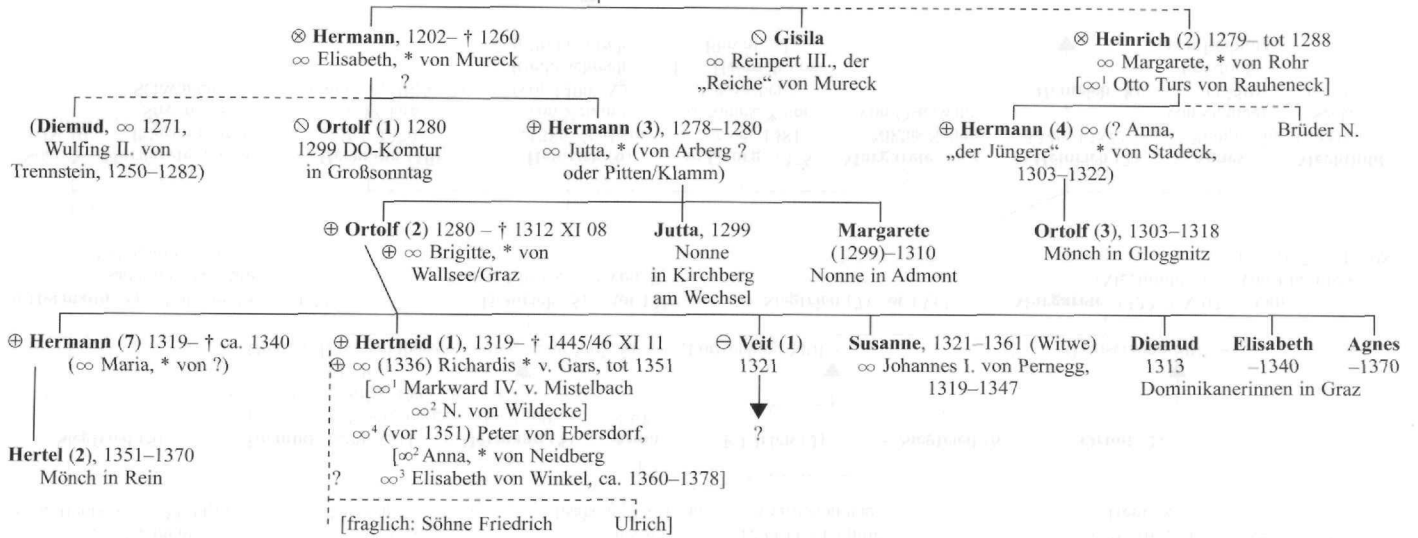 ⊗ Hermann, 1202– † 1260
∞ Elisabeth, * von Mureck
?
⦸ Gisila
∞ Reinpert III., der
„Reiche“ von Mureck
⊗ Heinrich (2) 1279– tot 1288
∞ Margarete, * von Rohr
[∞¹ Otto Turs von Rauheneck]
(Diemud, ∞ 1271,
Wulfing II. von
Trennstein, 1250–1282)
⦸ Ortolf (1) 1280
1299 DO-Komtur
in Großsonntag
⊕ Hermann (3), 1278–1280
∞ Jutta, * (von Arberg ?
oder Pitten/Klamm)
⊕ Hermann (4) ∞ (? Anna,
„der Jüngere“ * von Stadeck,
1303–1322)
Brüder N.
⊕ Ortolf (2) 1280 – † 1312 XI 08
⊕ ∞ Brigitte, * von
Wallsee/Graz
Jutta, 1299
Nonne
in Kirchberg
am Wechsel
Margarete
(1299)–1310
Nonne in Admont
Ortolf (3), 1303–1318
Mönch in Gloggnitz
⊕ Hermann (7) 1319– † ca. 1340
(∞ Maria, * von ?)
Hertel (2), 1351–1370
Mönch in Rein
⊕ Hertneid (1), 1319– † 1445/46 XI 11
⊕ ∞ (1336) Richardis * v. Gars, tot 1351
[∞¹ Markward IV. v. Mistelbach
∞² N. von Wildecke]
∞⁴ (vor 1351) Peter von Ebersdorf,
[∞² Anna, * von Neidberg
? ∞³ Elisabeth von Winkel, ca. 1360–1378]
[fraglich: Söhne Friedrich Ulrich]
⊖ Veit (1)
1321
?
Susanne, 1321–1361 (Witwe)
∞ Johannes I. von Pernegg,
1319–1347
Diemud Elisabeth Agnes
1313 –1340 –1370
Dominikanerinnen in Graz